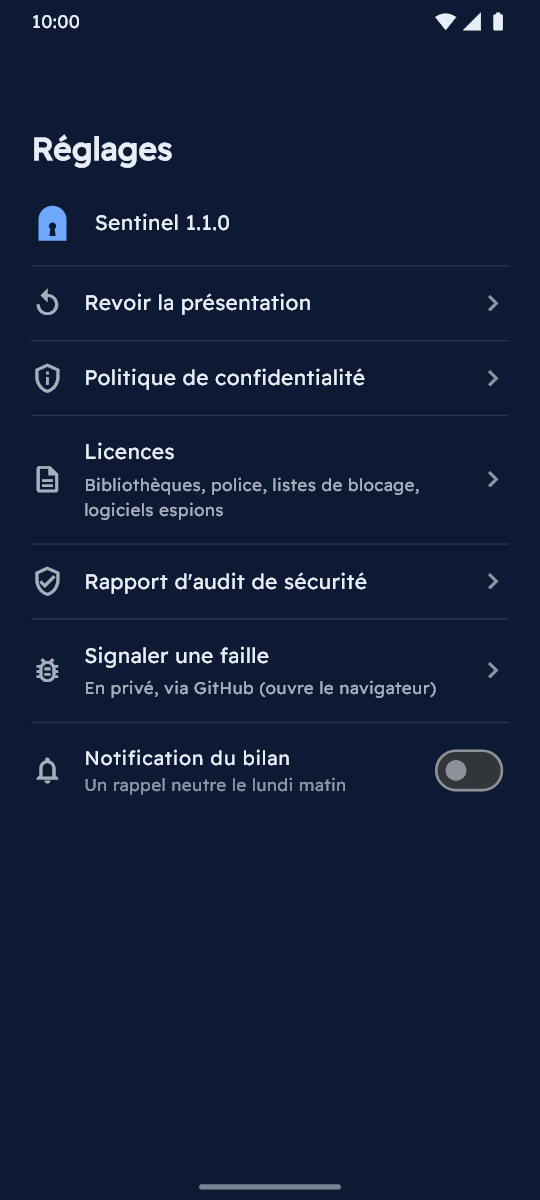 10:00
Réglages
Sentinel 1.1.0
Revoir la présentation
Politique de confidentialité
Licences
Bibliothèques, police, listes de blocage,
logiciels espions
Rapport d'audit de sécurité
Signaler une faille
En privé, via GitHub (ouvre le navigateur)
Notification du bilan
Un rappel neutre le lundi matin